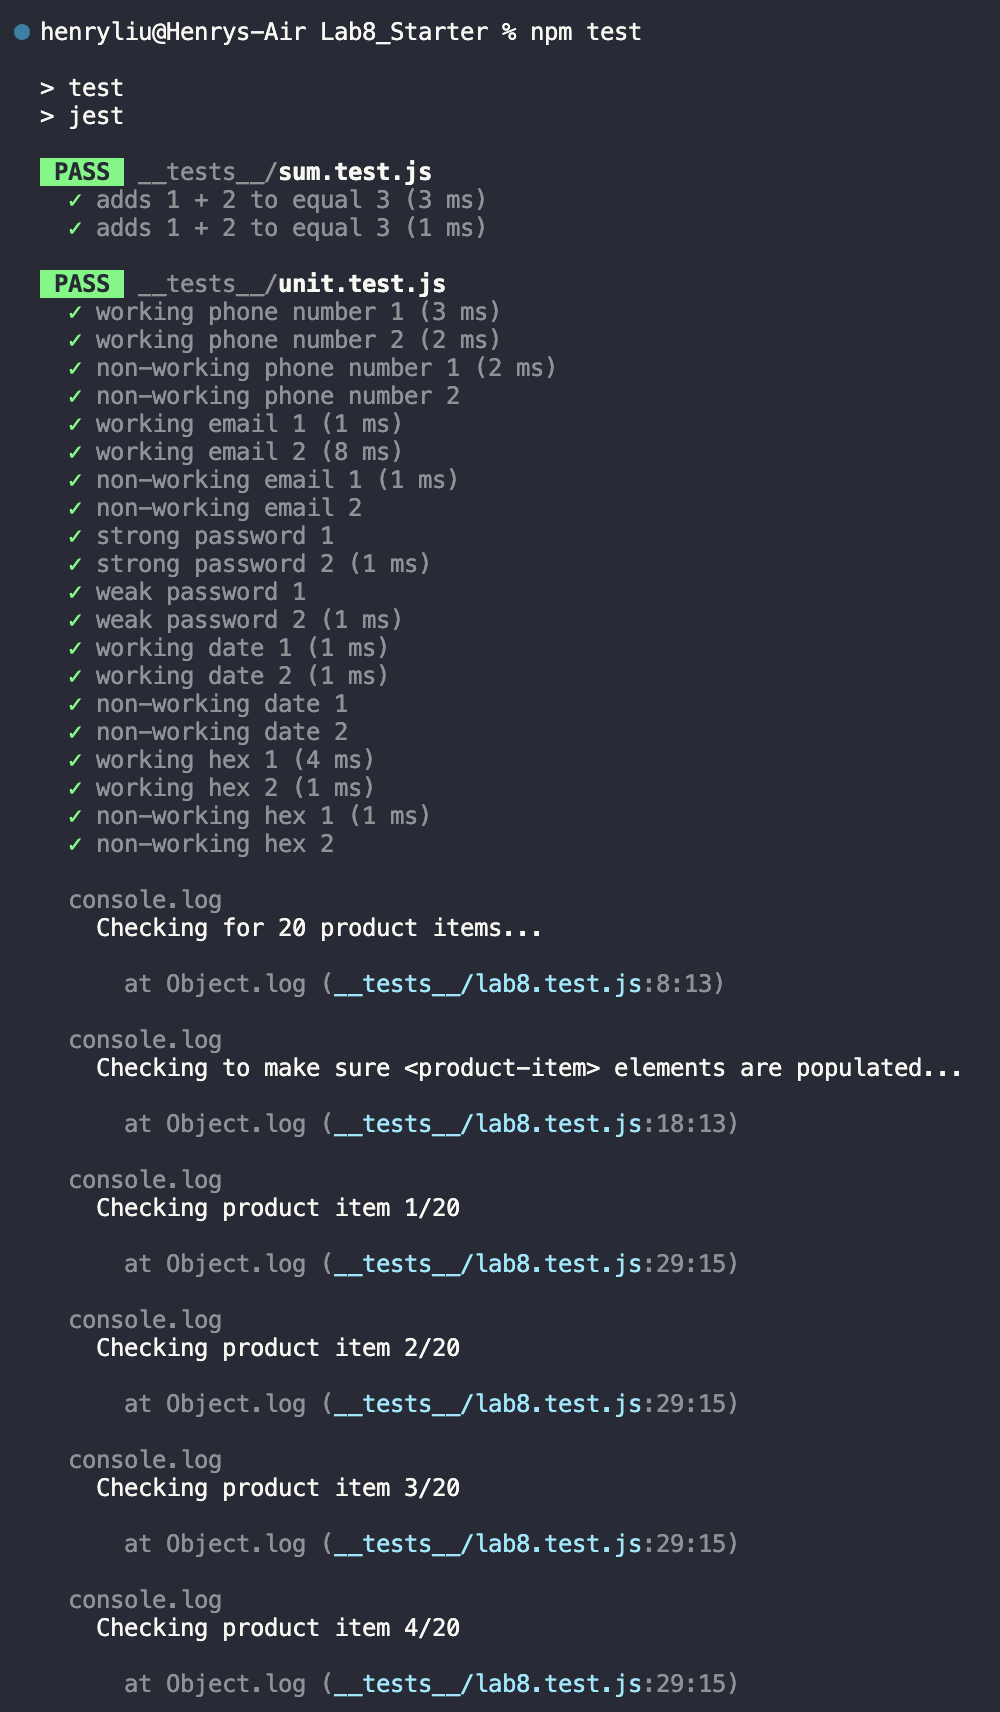 henryliu@Henrys-Air Lab8_Starter % npm test
> test
> jest
PASS __tests__/sum.test.js
✓ adds 1 + 2 to equal 3 (3 ms)
✓ adds 1 + 2 to equal 3 (1 ms)
PASS __tests__/unit.test.js
✓ working phone number 1 (3 ms)
✓ working phone number 2 (2 ms)
✓ non-working phone number 1 (2 ms)
✓ non-working phone number 2
✓ working email 1 (1 ms)
✓ working email 2 (8 ms)
✓ non-working email 1 (1 ms)
✓ non-working email 2
✓ strong password 1
✓ strong password 2 (1 ms)
✓ weak password 1
✓ weak password 2 (1 ms)
✓ working date 1 (1 ms)
✓ working date 2 (1 ms)
✓ non-working date 1
✓ non-working date 2
✓ working hex 1 (4 ms)
✓ working hex 2 (1 ms)
✓ non-working hex 1 (1 ms)
✓ non-working hex 2
console.log
Checking for 20 product items...
at Object.log (__tests__/lab8.test.js:8:13)
console.log
Checking to make sure <product-item> elements are populated...
at Object.log (__tests__/lab8.test.js:18:13)
console.log
Checking product item 1/20
at Object.log (__tests__/lab8.test.js:29:15)
console.log
Checking product item 2/20
at Object.log (__tests__/lab8.test.js:29:15)
console.log
Checking product item 3/20
at Object.log (__tests__/lab8.test.js:29:15)
console.log
Checking product item 4/20
at Object.log (__tests__/lab8.test.js:29:15)